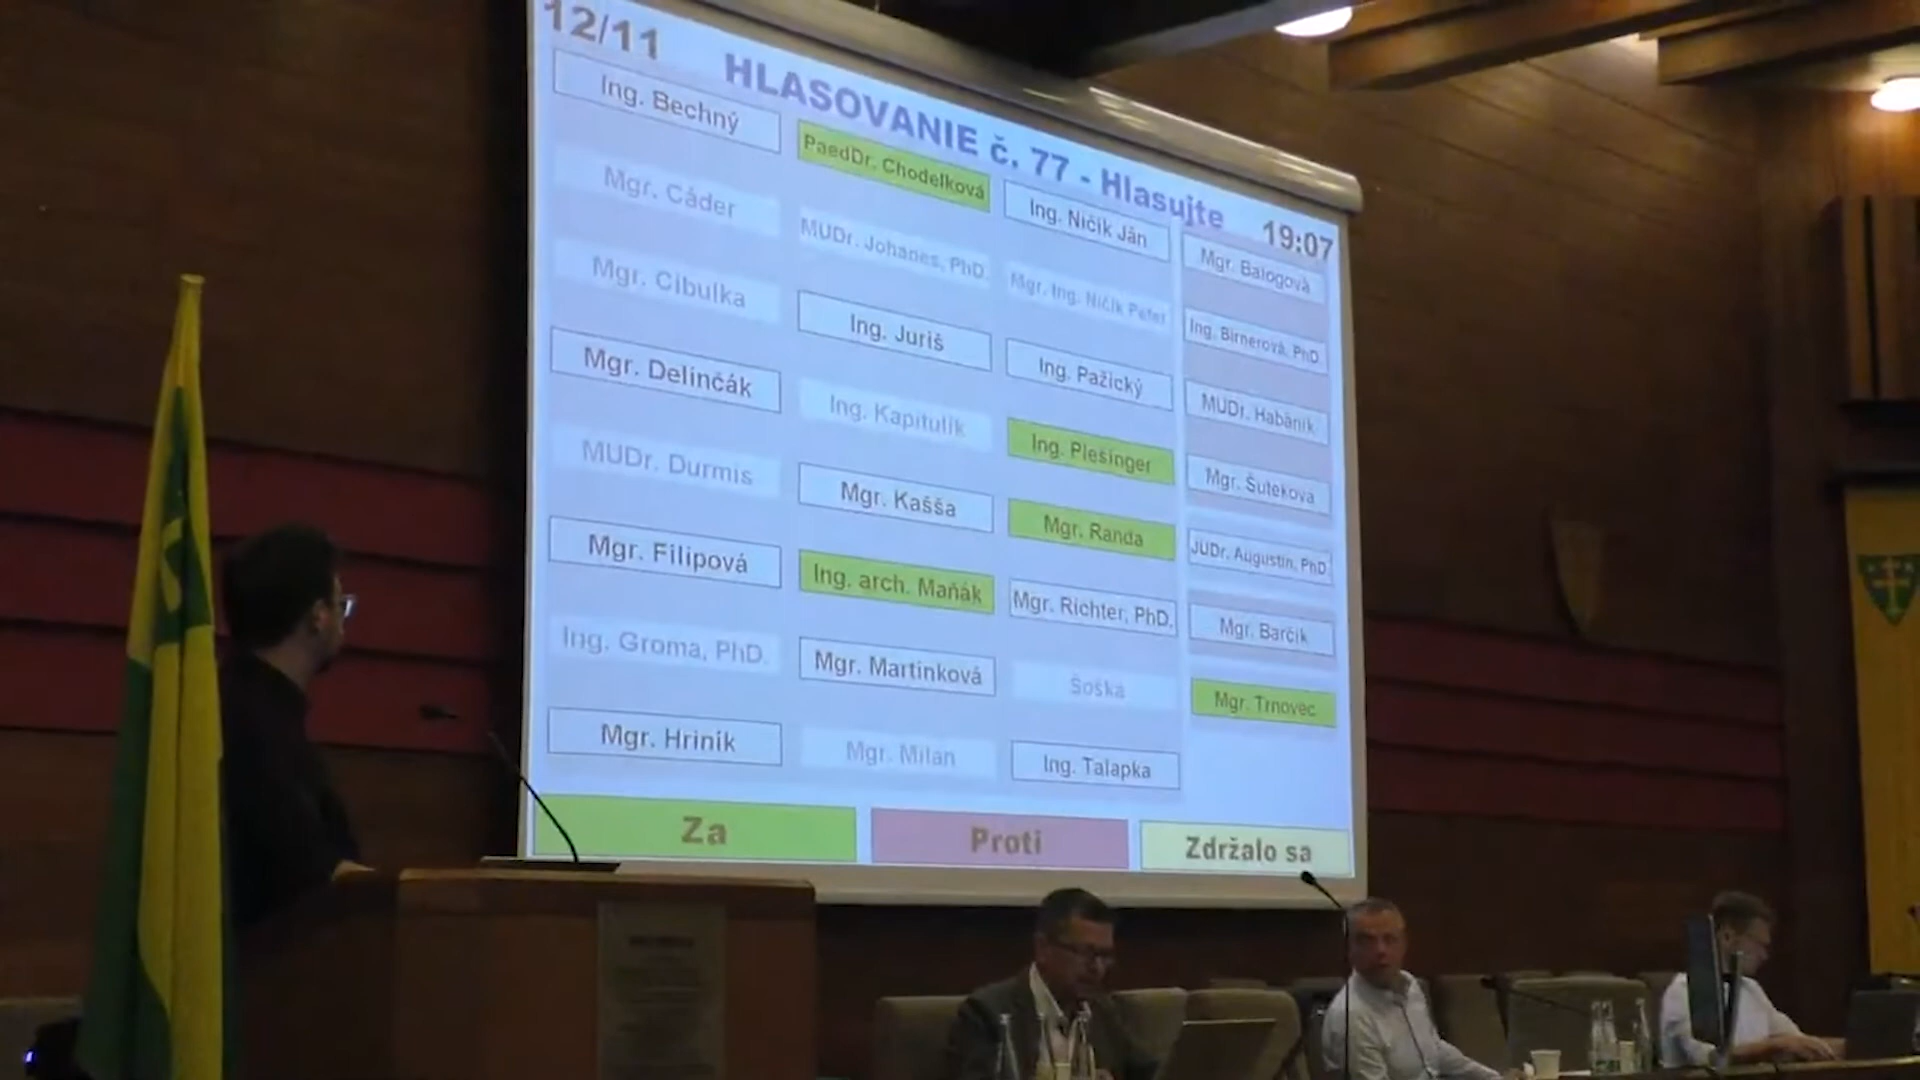 12/11
HLASOVANIE č. 77 - Hlasujte
19:07
Ing. Bechný
Mgr. Cáder
Mgr. Cibulka
Mgr. Delinčák
MUDr. Durmis
Mgr. Filipová
Ing. Groma, PhD.
Mgr. Hriník
PaedDr. Chodelková
MUDr. Johanes, PhD.
Ing. Juriš
Ing. Kapitulík
Mgr. Kašša
Ing. arch. Maňák
Mgr. Martinková
Mgr. Milan
Ing. Ničík Ján
Mgr. Ing. Ničík Peter
Ing. Pažický
Ing. Plešinger
Mgr. Randa
Mgr. Richter, PhD.
Šoška
Ing. Talapka
Mgr. Balogová
Ing. Birnerová, PhD.
MUDr. Habánik
Mgr. Šuteková
JUDr. Augustín, PhD.
Mgr. Barčík
Mgr. Trnovec
Za
Proti
Zdržalo sa